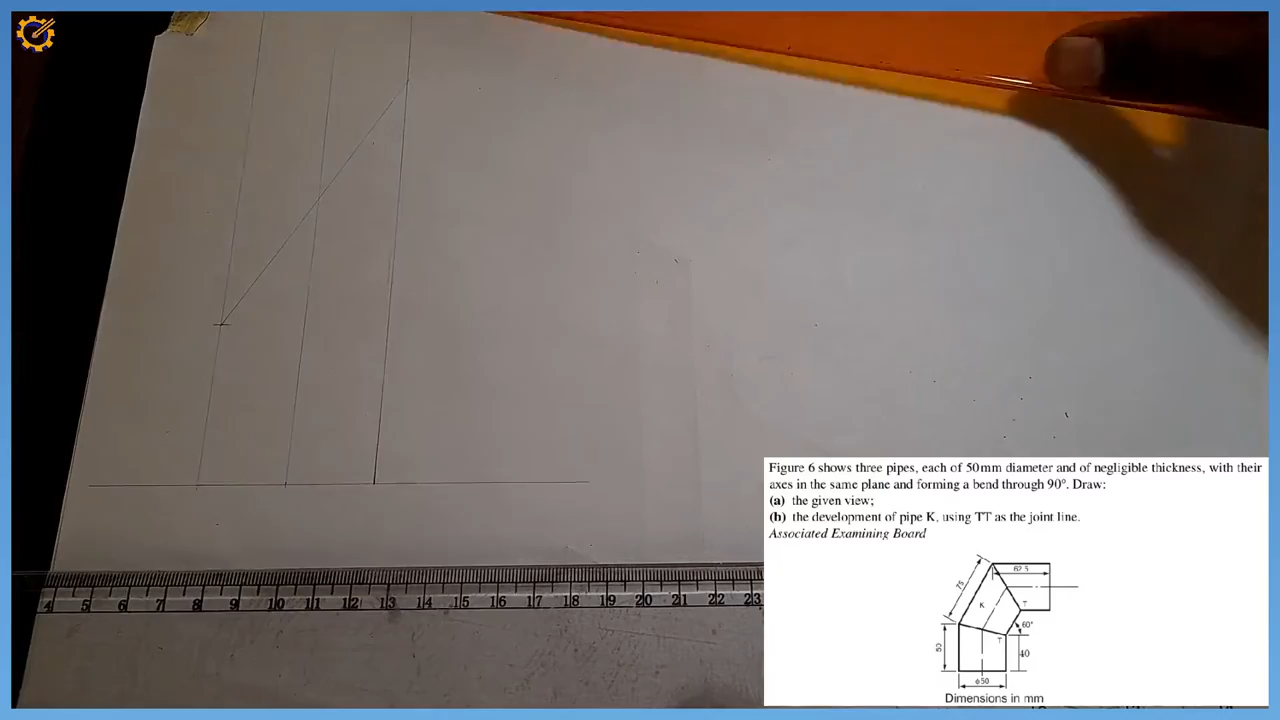 4 5 6 7 8 9 10 11 12 13 14 15 16 17 18 19 20 21 22 23
Figure 6 shows three pipes, each of 50mm diameter and of negligible thickness, with their
axes in the same plane and forming a bend through 90°. Draw:
(a) the given view;
(b) the development of pipe K, using TT as the joint line.
Associated Examining Board
62.5
75
K
T
60°
T
50
40
ϕ50
Dimensions in mm